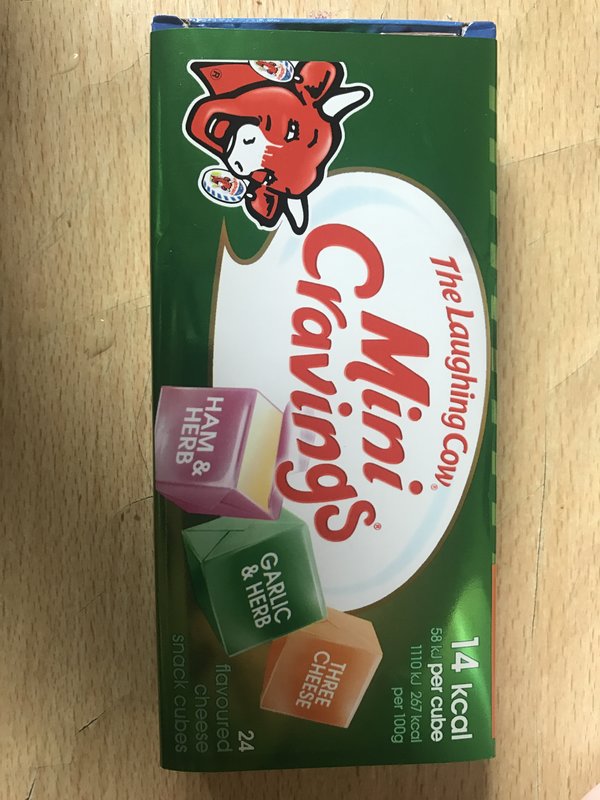 The Laughing Cow®
Mini
Cravings®
HAM &
HERB
GARLIC
& HERB
THREE
CHEESE
14 kcal
58 kJ per cube
1110 kJ 267 kcal
per 100g
24
flavoured
cheese
snack cubes